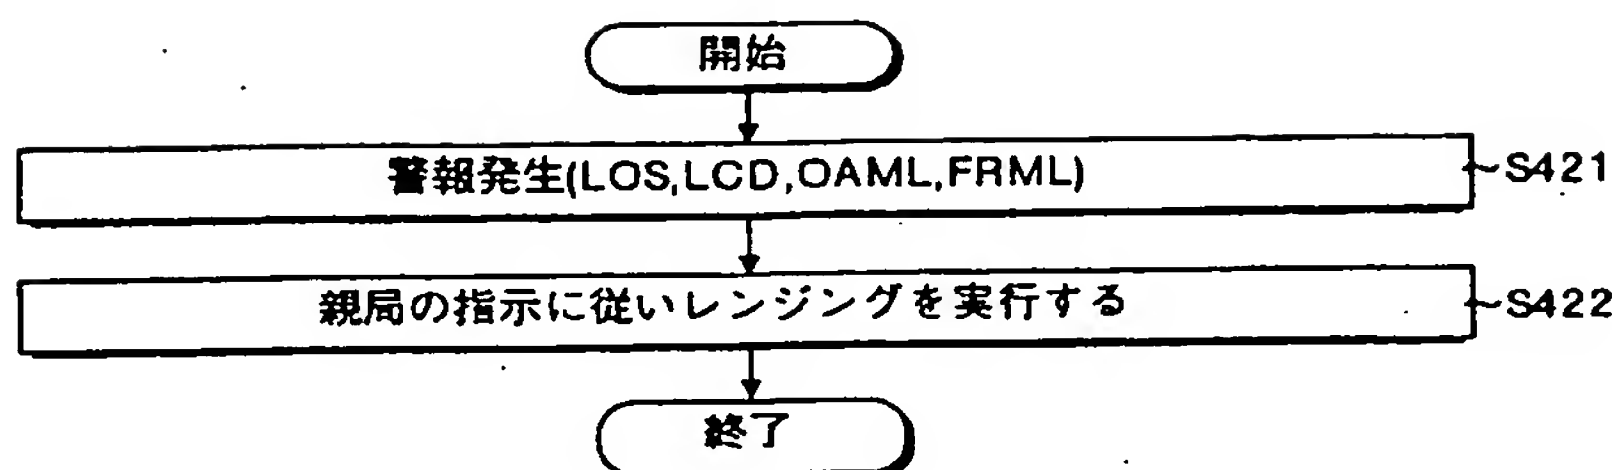 開始
警報発生(LOS,LCD,OAML,FRML)
~S421
親局の指示に従いレンジングを実行する
~S422
終了